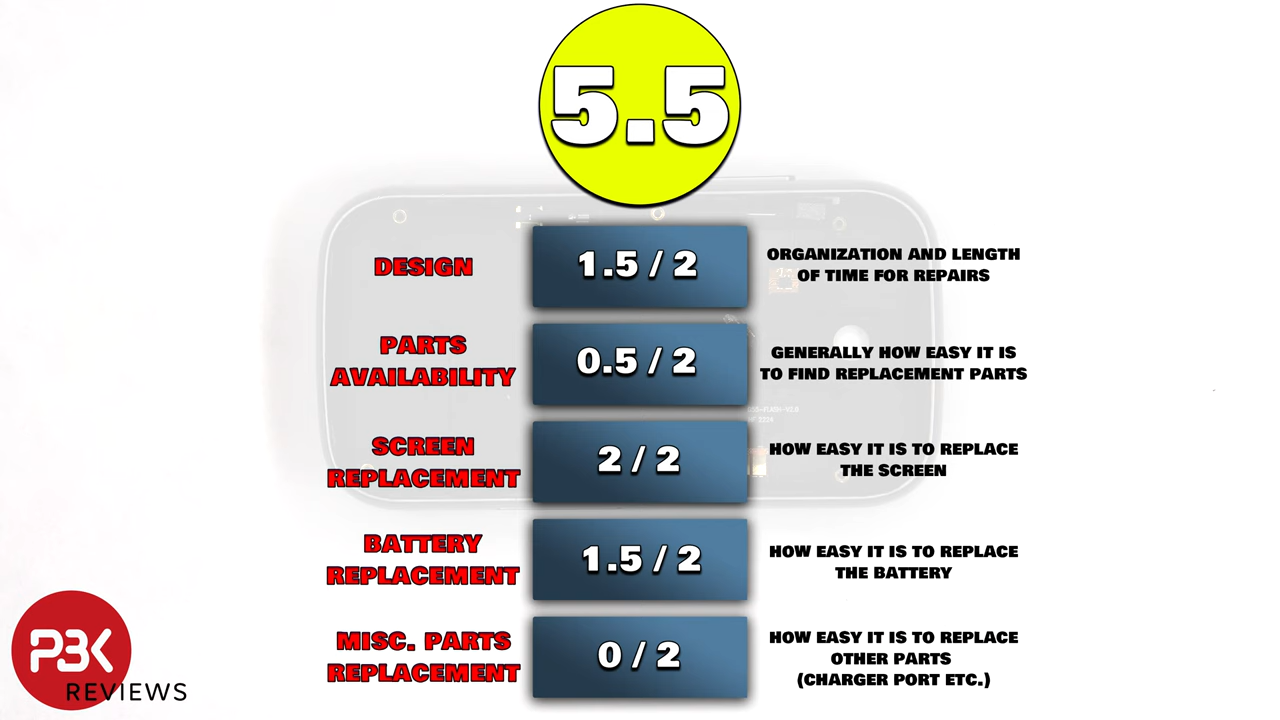 5.5
DESIGN
1.5 / 2
ORGANIZATION AND LENGTH
OF TIME FOR REPAIRS
PARTS
AVAILABILITY
0.5 / 2
GENERALLY HOW EASY IT IS
TO FIND REPLACEMENT PARTS
SCREEN
REPLACEMENT
2 / 2
HOW EASY IT IS TO REPLACE
THE SCREEN
BATTERY
REPLACEMENT
1.5 / 2
HOW EASY IT IS TO REPLACE
THE BATTERY
MISC. PARTS
REPLACEMENT
0 / 2
HOW EASY IT IS TO REPLACE
OTHER PARTS
(CHARGER PORT ETC.)
PBK
REVIEWS